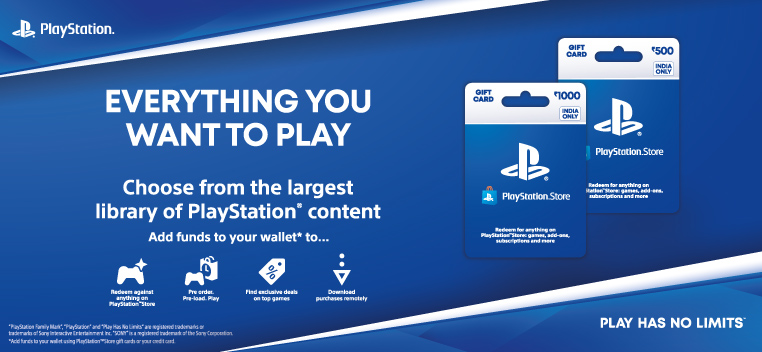 PlayStation.
EVERYTHING YOU
WANT TO PLAY
Choose from the largest
library of PlayStation® content
Add funds to your wallet* to...
Redeem against
anything on
PlayStation™Store
Pre order.
Pre-load. Play
Find exclusive deals
on top games
Download
purchases remotely
GIFT
CARD
₹1000
INDIA
ONLY
PlayStation.Store
Redeem for anything on
PlayStation™Store: games, add-ons,
subscriptions and more
GIFT
CARD
₹500
INDIA
ONLY
PlayStation.Store
Redeem for anything on
Station™Store: games, add-ons,
subscriptions and more
PLAY HAS NO LIMITS™
"PlayStation Family Mark", "PlayStation" and "Play Has No Limits" are registered trademarks or
trademarks of Sony Interactive Entertainment Inc. "SONY" is a registered trademark of the Sony Corporation.
*Add funds to your wallet using PlayStation™Store gift cards or your credit card.